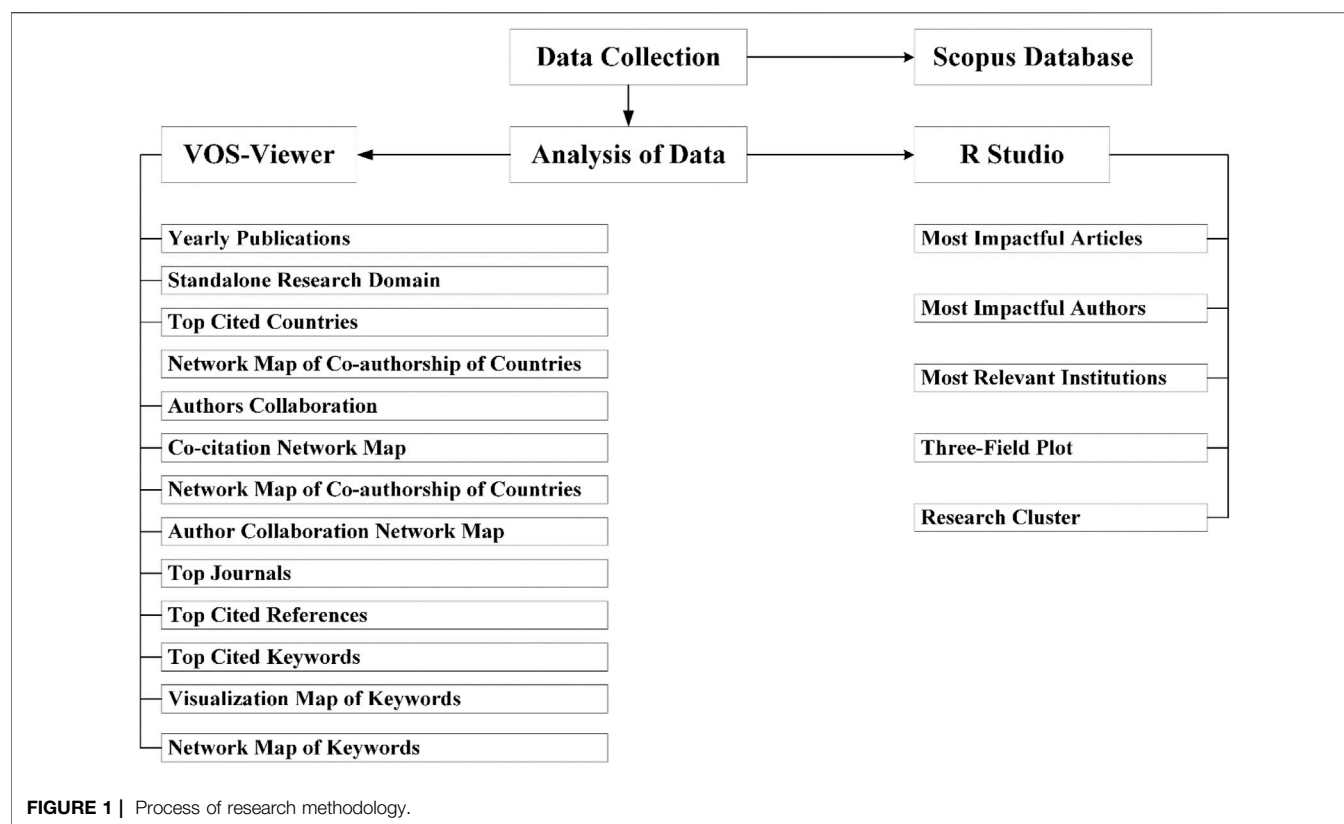 Data Collection
Scopus Database
VOS-Viewer
Analysis of Data
R Studio
Yearly Publications
Standalone Research Domain
Top Cited Countries
Network Map of Co-authorship of Countries
Authors Collaboration
Co-citation Network Map
Network Map of Co-authorship of Countries
Author Collaboration Network Map
Top Journals
Top Cited References
Top Cited Keywords
Visualization Map of Keywords
Network Map of Keywords
Most Impactful Articles
Most Impactful Authors
Most Relevant Institutions
Three-Field Plot
Research Cluster
FIGURE 1 | Process of research methodology.